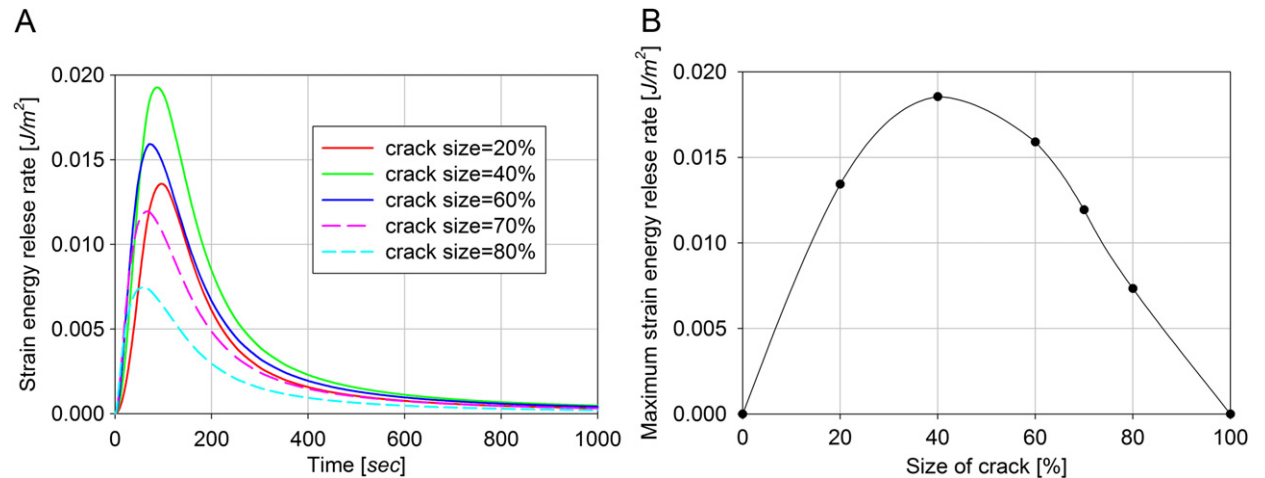 A
Strain energy relese rate [J/m²]
0.020
0.015
0.010
0.005
0.000
0
200
400
600
800
1000
Time [sec]
crack size=20%
crack size=40%
crack size=60%
crack size=70%
crack size=80%
B
Maximum strain energy relese rate [J/m²]
0.020
0.015
0.010
0.005
0.000
0
20
40
60
80
100
Size of crack [%]